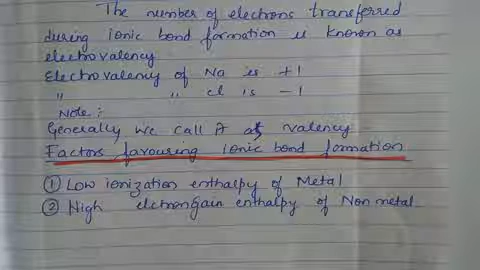 The number of electrons transferred
during ionic bond formation is known as
electrovalency
Electrovalency of Na is +1
" " cl is -1
Note:
Generally we call it as valency
Factors favouring ionic bond formation
① Low ionization enthalpy of Metal
② High elctrongain enthalpy of Non metal